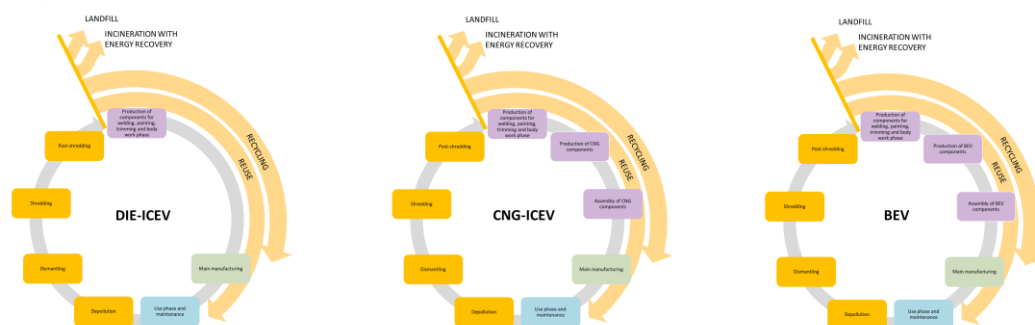 LANDFILL
INCINERATION WITH
ENERGY RECOVERY
Production of
components for
welding, painting,
trimming and body
work phase
Post-shredding
RECYCLING
REUSE
Shredding
DIE-ICEV
Dismantling
Main manufacturing
Depollution
Use phase and
maintenance
LANDFILL
INCINERATION WITH
ENERGY RECOVERY
Production of
components for
welding, painting,
trimming and body
work phase
Post-shredding
Production of CNG
components
RECYCLING
REUSE
Shredding
Assembly of CNG
components
CNG-ICEV
Dismantling
Main manufacturing
Depollution
Use phase and
maintenance
LANDFILL
INCINERATION WITH
ENERGY RECOVERY
Production of
components for
welding, painting,
trimming and body
work phase
Post-shredding
Production of BEV
components
RECYCLING
REUSE
Shredding
Assembly of BEV
components
BEV
Dismantling
Main manufacturing
Depollution
Use phase and
maintenance